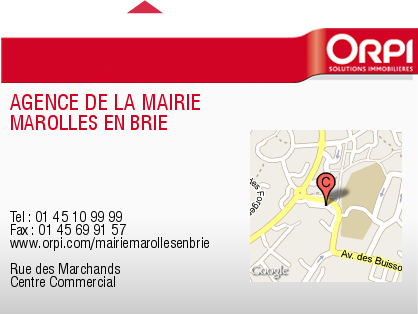 ORPI
SOLUTIONS IMMOBILIÈRES
AGENCE DE LA MAIRIE
MAROLLES EN BRIE
C
Av. des Buisso
Google
Tel : 01 45 10 99 99
Fax : 01 45 69 91 57
www.orpi.com/mairiemarollesenbrie
Rue des Marchands
Centre Commercial